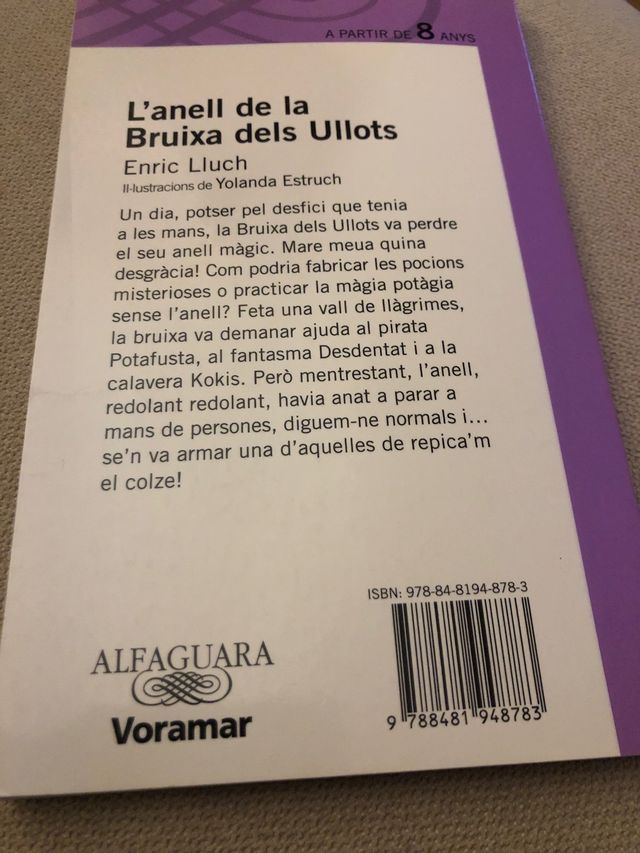 A PARTIR DE 8 ANYS
L'anell de la
Bruixa dels Ullots
Enric Lluch
Il·lustracions de Yolanda Estruch
Un dia, potser pel desfici que tenia
a les mans, la Bruixa dels Ullots va perdre
el seu anell màgic. Mare meua quina
desgràcia! Com podria fabricar les pocions
misterioses o practicar la màgia potàgia
sense l'anell? Feta una vall de llàgrimes,
la bruixa va demanar ajuda al pirata
Potafusta, al fantasma Desdentat i a la
calavera Kokis. Però mentrestant, l'anell,
redolant redolant, havia anat a parar a
mans de persones, diguem-ne normals i...
se'n va armar una d'aquelles de repica'm
el colze!
ISBN: 978-84-8194-878-3
9 788481 948783
ALFAGUARA
Voramar